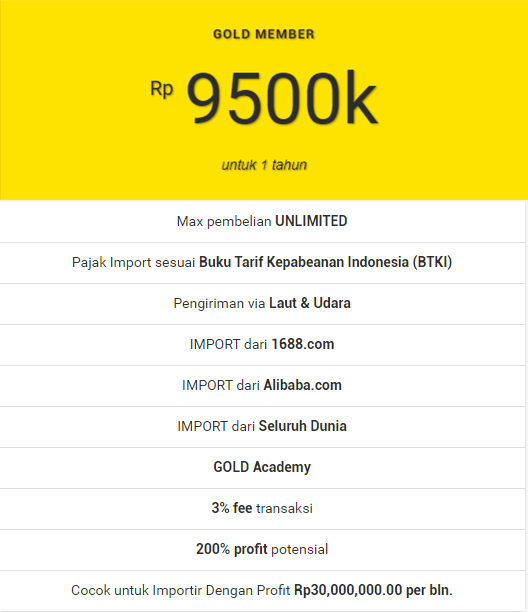 GOLD MEMBER
Rp 9500k
untuk 1 tahun
Max pembelian UNLIMITED
Pajak Import sesuai Buku Tarif Kepabeanan Indonesia (BTKI)
Pengiriman via Laut & Udara
IMPORT dari 1688.com
IMPORT dari Alibaba.com
IMPORT dari Seluruh Dunia
GOLD Academy
3% fee transaksi
200% profit potensial
Cocok untuk Importir Dengan Profit Rp30,000,000.00 per bln.